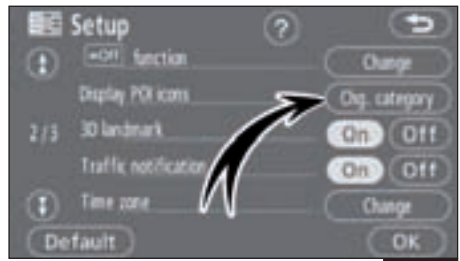 Setup ?
Off function Change
Display POI icons Chg. category
2/3 3D landmark On Off
Traffic notification On Off
Time zone Change
Default OK